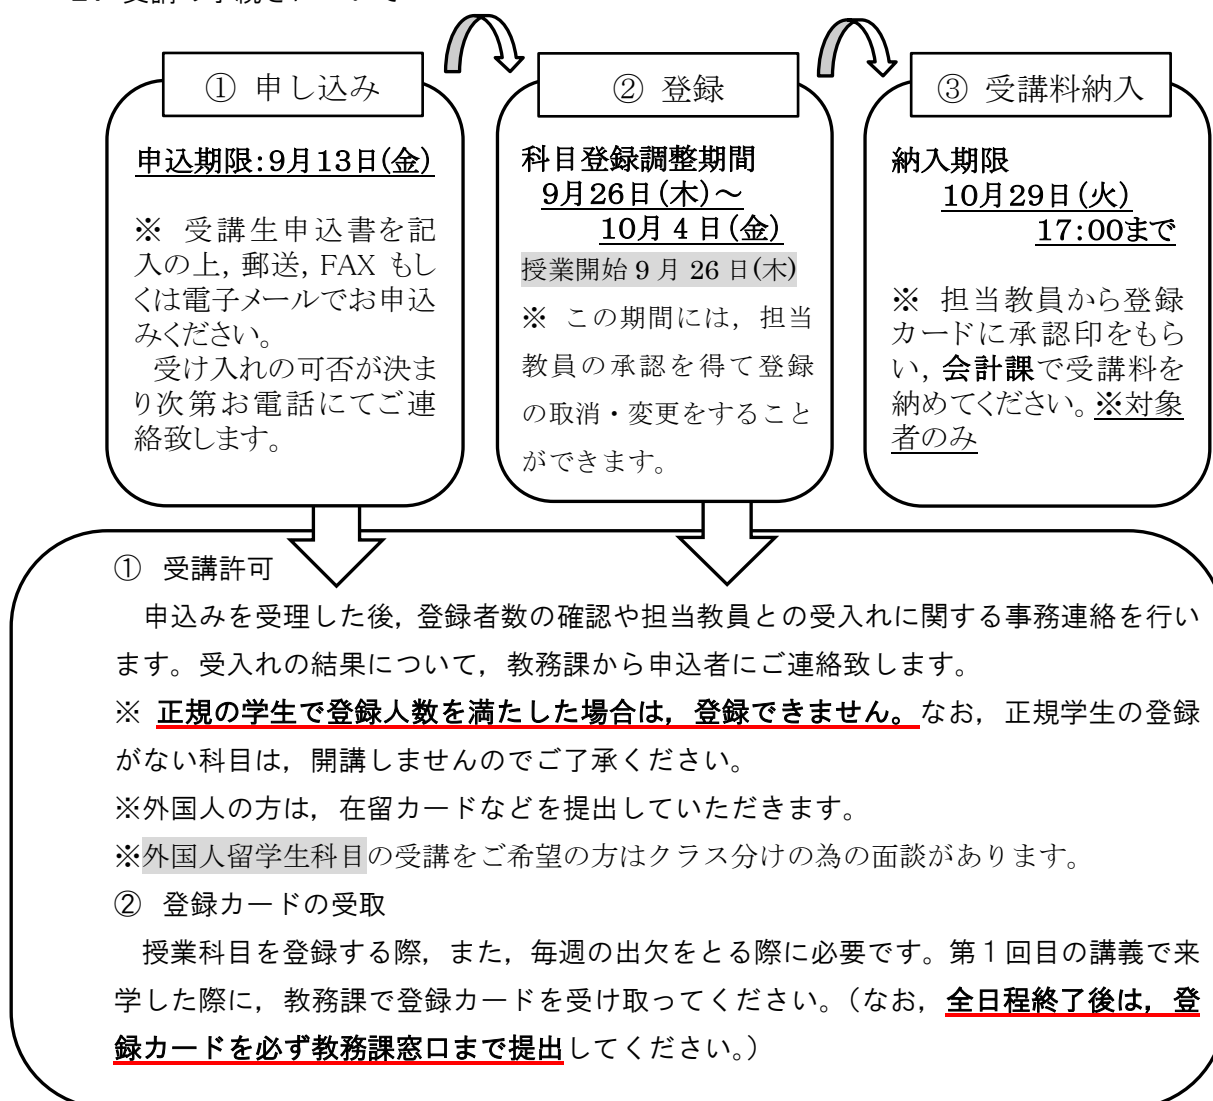 ① 申し込み
申込期限:9月13日(金)
※ 受講生申込書を記
入の上, 郵送, FAX もし
くは電子メールでお申込
みください。
受け入れの可否が決ま
り次第お電話にてご連
絡致します。
② 登録
科目登録調整期間
9月26日(木)～
10月 4 日(金)
授業開始 9 月 26 日(木)
※ この期間には，担当
教員の承認を得て登録
の取消・変更をすること
ができます。
③ 受講料納入
納入期限
10月29日(火)
17:00まで
※ 担当教員から登録
カードに承認印をもら
い, 会計課で受講料を
納めてください。※対象
者のみ
① 受講許可
申込みを受理した後，登録者数の確認や担当教員との受入れに関する事務連絡を行い
ます。受入れの結果について，教務課から申込者にご連絡致します。
※ 正規の学生で登録人数を満たした場合は，登録できません。なお，正規学生の登録
がない科目は，開講しませんのでご了承ください。
※外国人の方は，在留カードなどを提出していただきます。
※外国人留学生科目の受講をご希望の方はクラス分けの為の面談があります。
② 登録カードの受取
授業科目を登録する際，また，毎週の出欠をとる際に必要です。第１回目の講義で来
学した際に，教務課で登録カードを受け取ってください。（なお，全日程終了後は，登
録カードを必ず教務課窓口まで提出してください。）